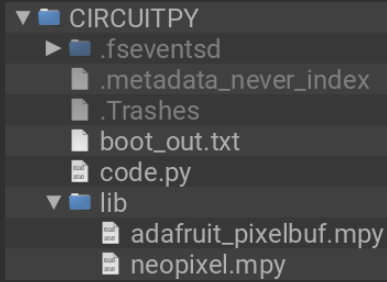 CIRCUITPY
.fseventsd
.metadata_never_index
.Trashes
boot_out.txt
code.py
lib
adafruit_pixelbuf.mpy
neopixel.mpy